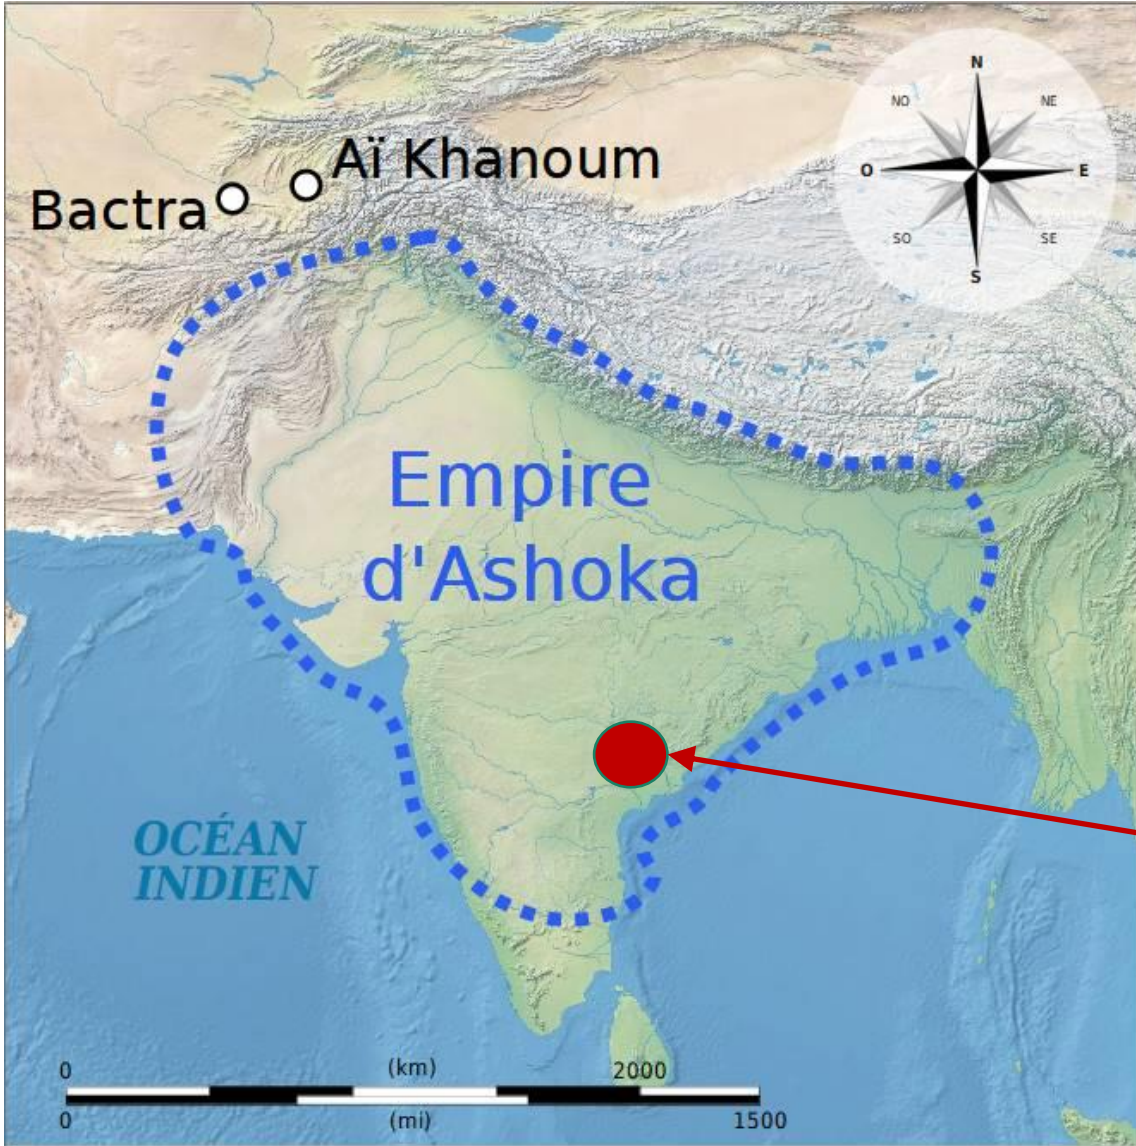 N
NO
NE
O
E
SO
SE
S
Aï Khanoum
Bactra
Empire
d'Ashoka
OCÉAN
INDIEN
0
(km)
2000
0
(mi)
1500